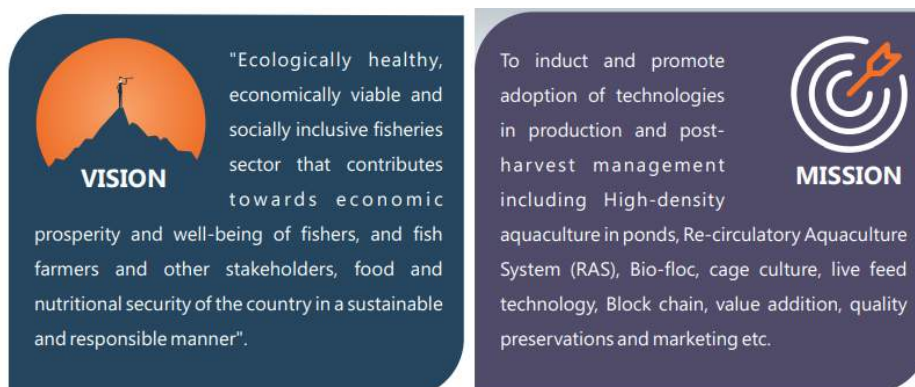 "Ecologically healthy,
economically viable and
socially inclusive fisheries
sector that contributes
towards economic
prosperity and well-being of fishers, and fish
farmers and other stakeholders, food and
nutritional security of the country in a sustainable
and responsible manner".
VISION
To induct and promote
adoption of technologies
in production and post-
harvest management
including High-density
aquaculture in ponds, Re-circulatory Aquaculture
System (RAS), Bio-floc, cage culture, live feed
technology, Block chain, value addition, quality
preservations and marketing etc.
MISSION